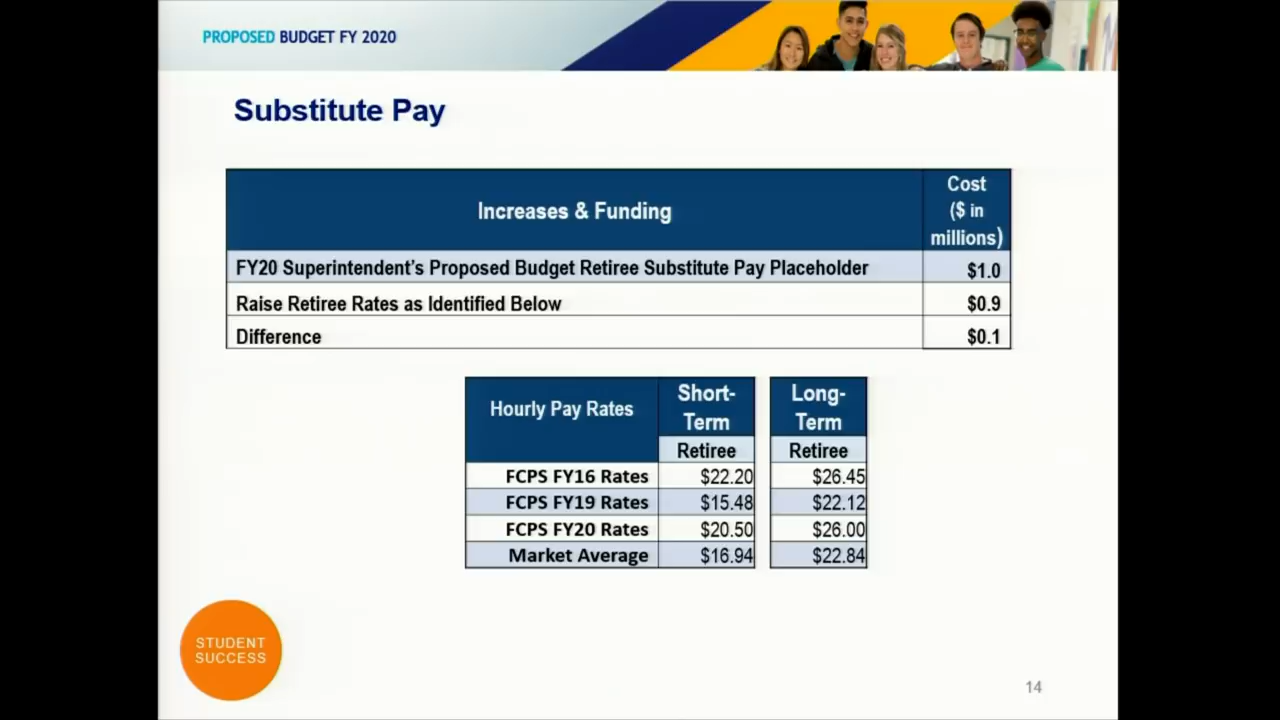 PROPOSED BUDGET FY 2020
Substitute Pay
Increases & Funding
Cost
($ in
millions)
FY20 Superintendent’s Proposed Budget Retiree Substitute Pay Placeholder $1.0
Raise Retiree Rates as Identified Below $0.9
Difference $0.1
Hourly Pay Rates
Short-
Term
Long-
Term
Retiree Retiree
FCPS FY16 Rates $22.20 $26.45
FCPS FY19 Rates $15.48 $22.12
FCPS FY20 Rates $20.50 $26.00
Market Average $16.94 $22.84
STUDENT
SUCCESS
14